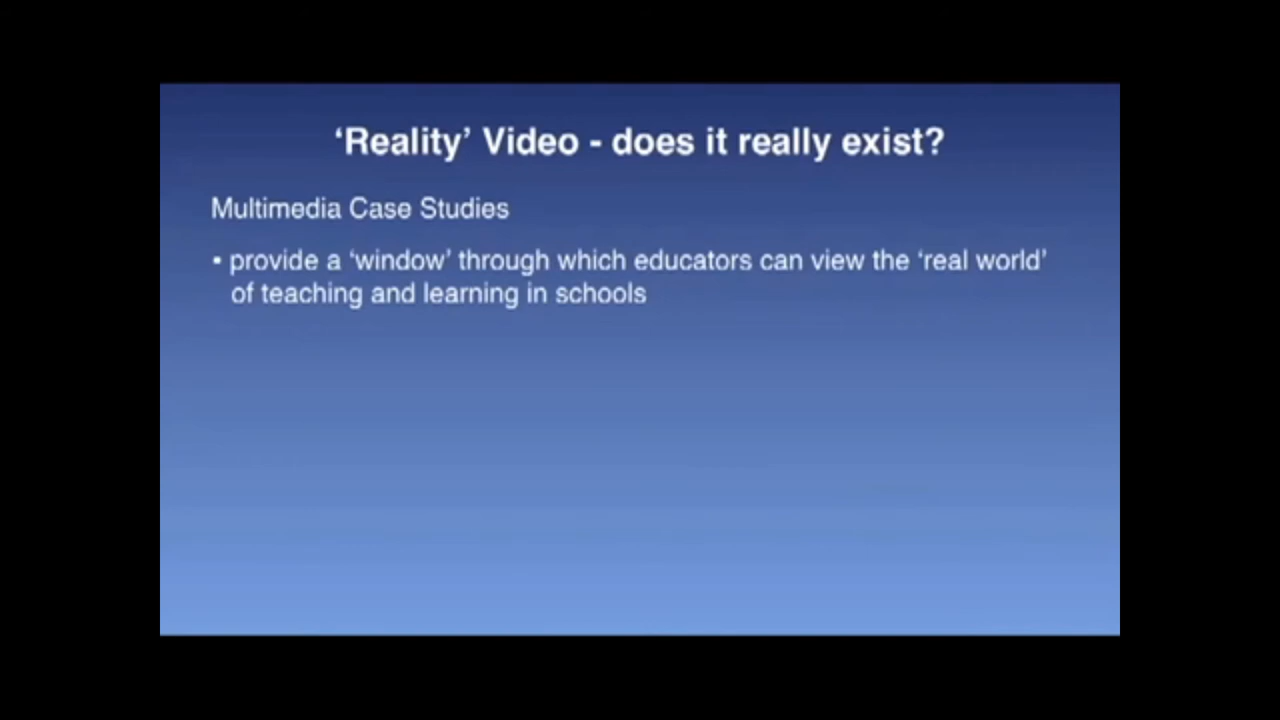 ‘Reality’ Video - does it really exist?
Multimedia Case Studies
• provide a ‘window’ through which educators can view the ‘real world’
of teaching and learning in schools